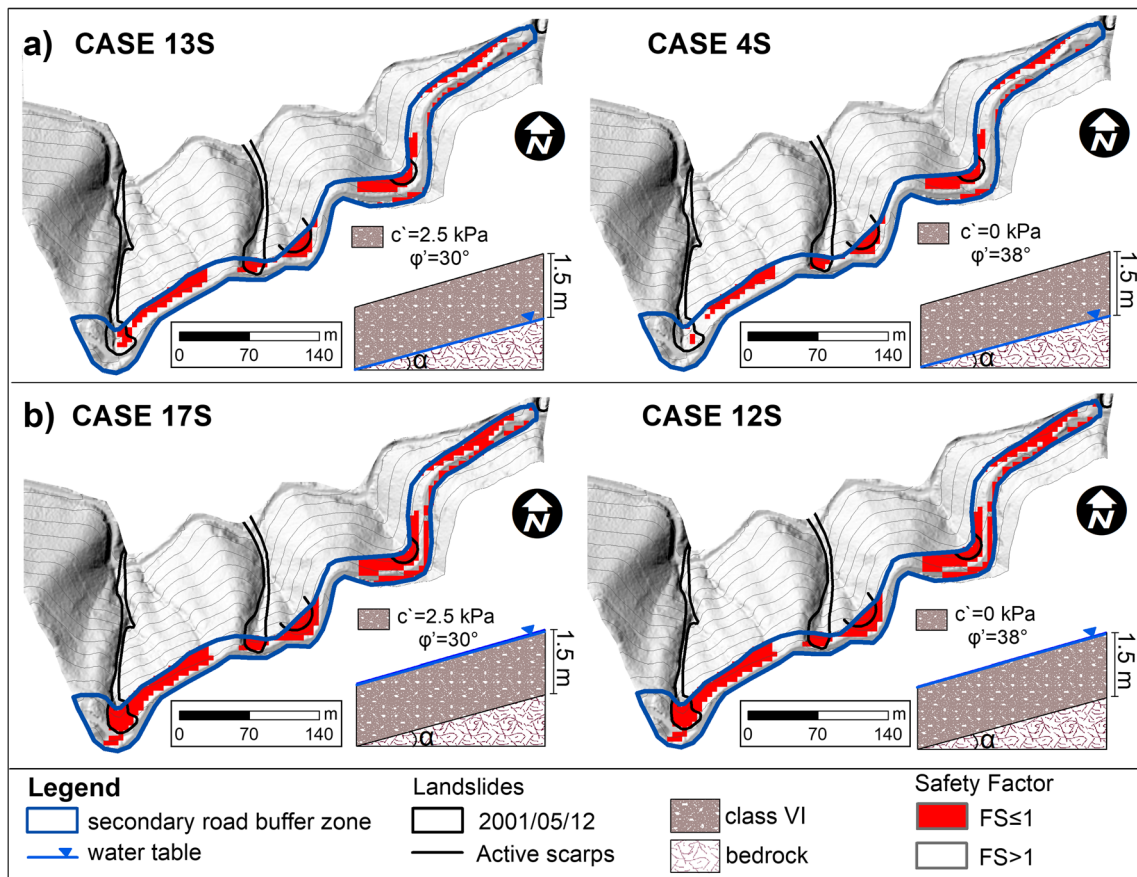 a) CASE 13S
CASE 4S
N
N
c`=2.5 kPa
φ'=30°
c`=0 kPa
φ'=38°
1.5 m
1.5 m
α
α
m
0 70 140
m
0 70 140
b) CASE 17S
CASE 12S
N
N
c`=2.5 kPa
φ'=30°
c`=0 kPa
φ'=38°
1.5 m
1.5 m
α
α
m
0 70 140
m
0 70 140
Legend
secondary road buffer zone
water table
Landslides
2001/05/12
Active scarps
class VI
bedrock
Safety Factor
FS≤1
FS>1